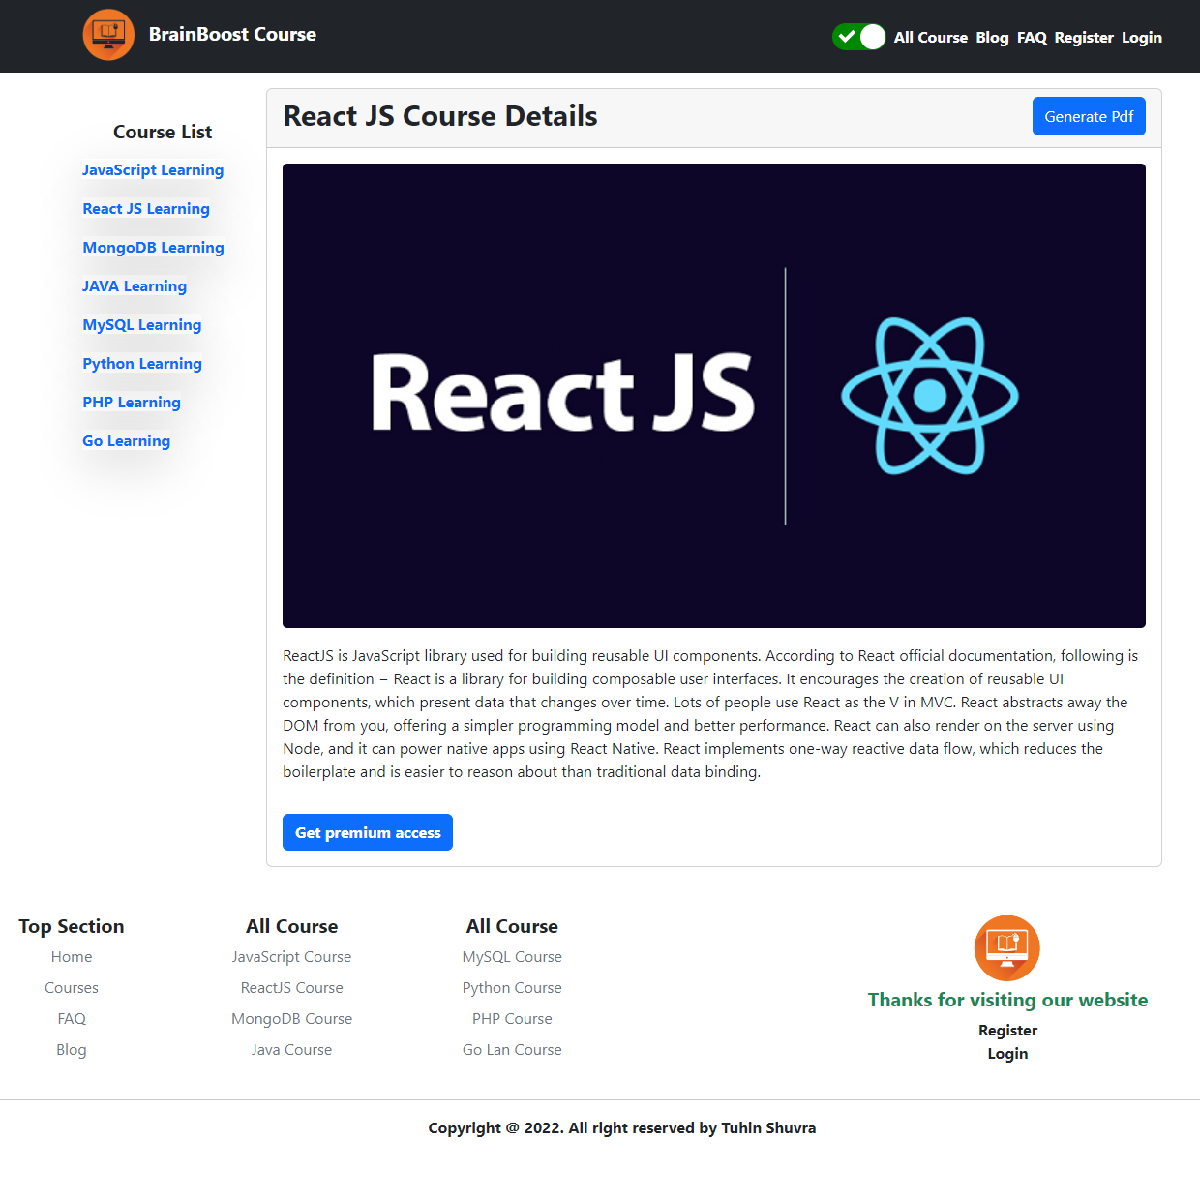 BrainBoost Course
All Course Blog FAQ Register Login
Course List
JavaScript Learning
React JS Learning
MongoDB Learning
JAVA Learning
MySQL Learning
Python Learning
PHP Learning
Go Learning
React JS Course Details
Generate Pdf
React JS
ReactJS is JavaScript library used for building reusable UI components. According to React official documentation, following is
the definition − React is a library for building composable user interfaces. It encourages the creation of reusable UI
components, which present data that changes over time. Lots of people use React as the V in MVC. React abstracts away the
DOM from you, offering a simpler programming model and better performance. React can also render on the server using
Node, and it can power native apps using React Native. React implements one-way reactive data flow, which reduces the
boilerplate and is easier to reason about than traditional data binding.
Get premium access
Top Section
Home
Courses
FAQ
Blog
All Course
JavaScript Course
ReactJS Course
MongoDB Course
Java Course
All Course
MySQL Course
Python Course
PHP Course
Go Lan Course
Thanks for visiting our website
Register
Login
Copyright @ 2022. All right reserved by Tuhin Shuvra